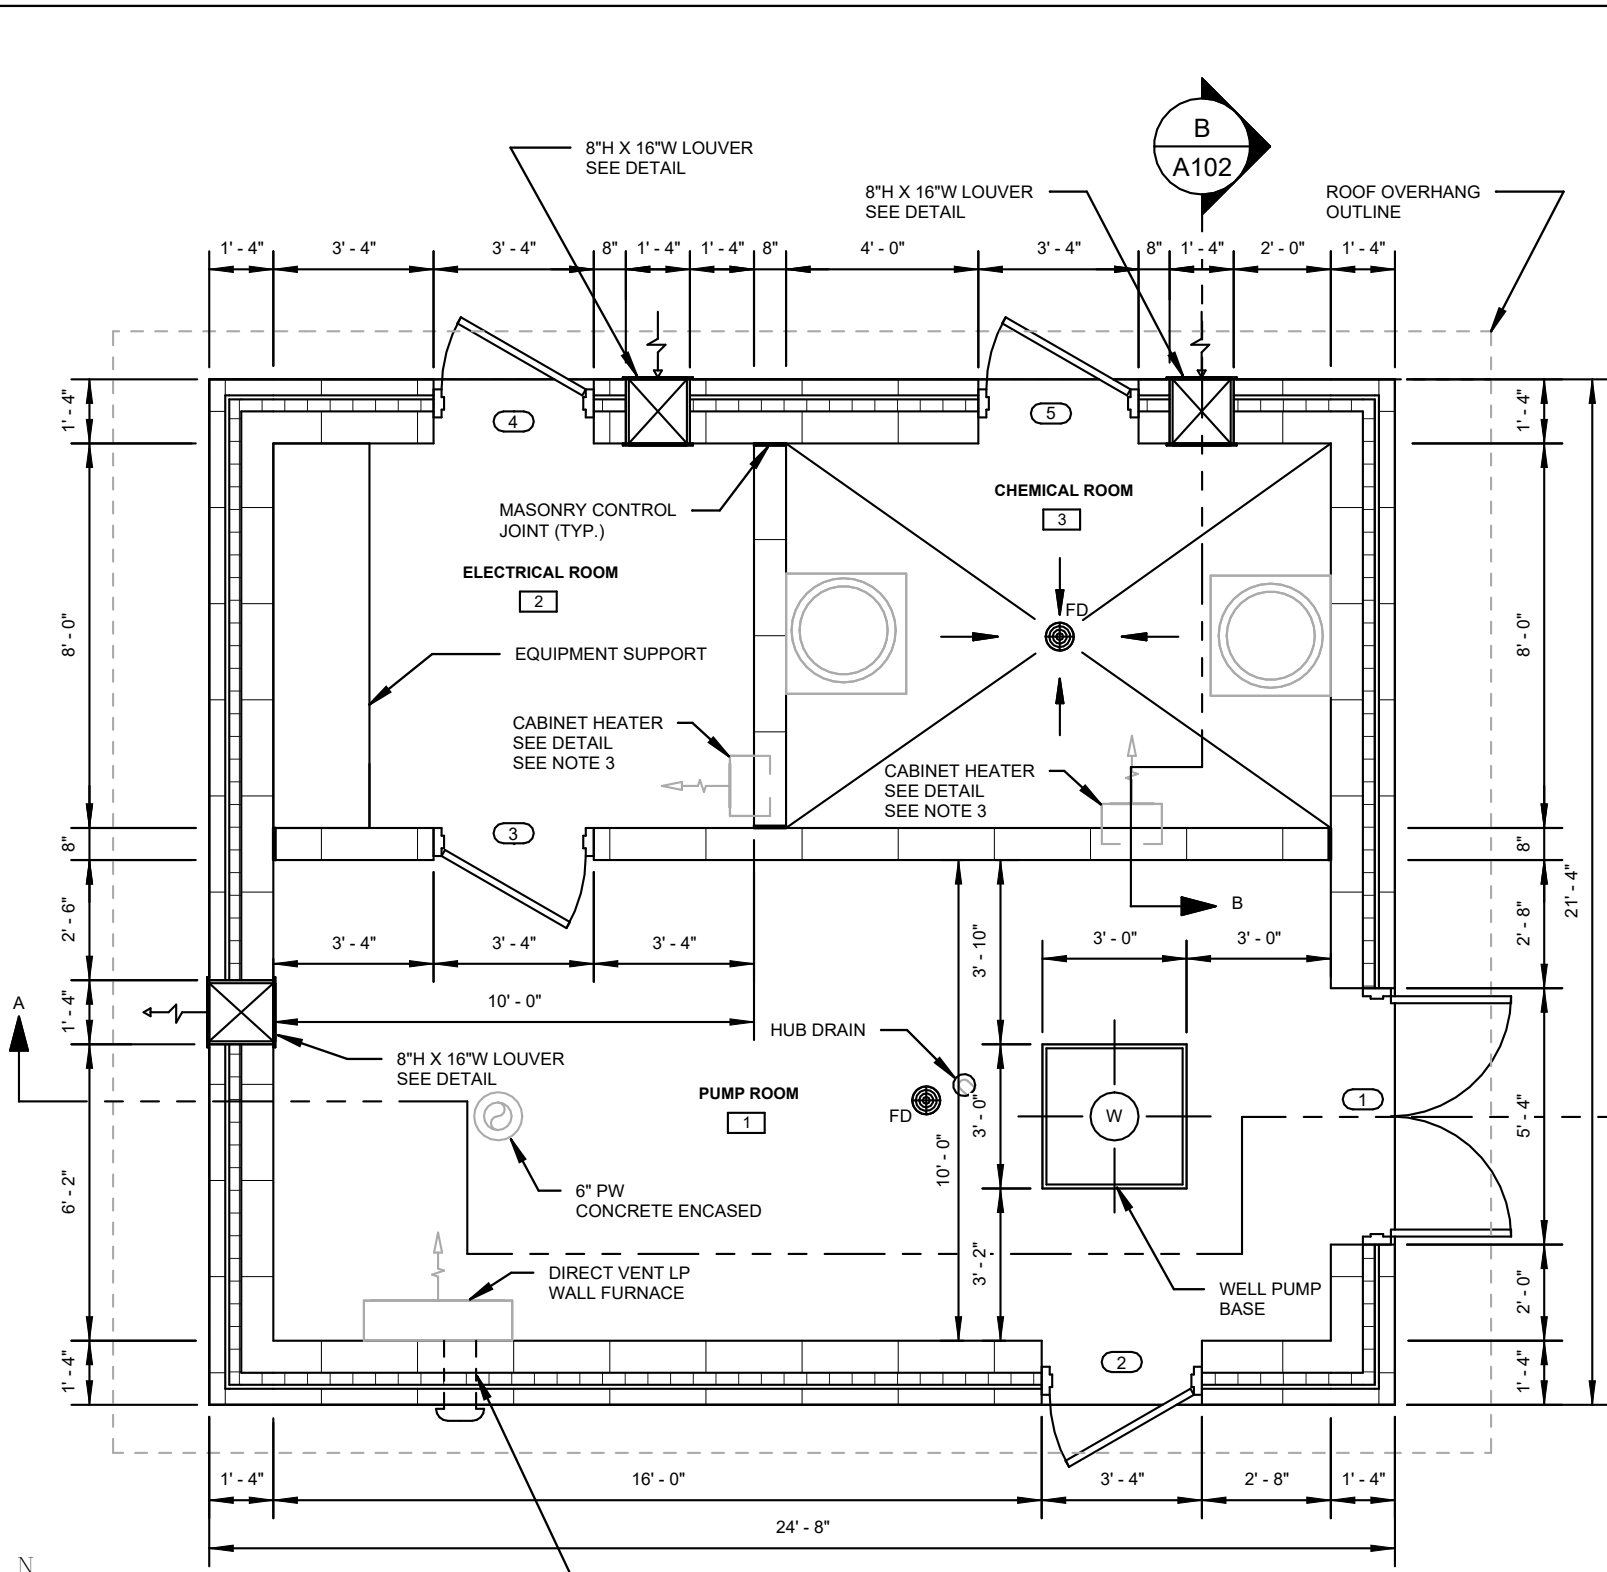 B
A102
8"H X 16"W LOUVER
SEE DETAIL
8"H X 16"W LOUVER
SEE DETAIL
ROOF OVERHANG
OUTLINE
1' - 4"
3' - 4"
3' - 4"
8"
1' - 4"
1' - 4"
8"
4' - 0"
3' - 4"
8"
1' - 4"
2' - 0"
1' - 4"
1' - 4"
4
5
1' - 4"
CHEMICAL ROOM
3
MASONRY CONTROL
JOINT (TYP.)
ELECTRICAL ROOM
2
FD
8' - 0"
8' - 0"
EQUIPMENT SUPPORT
CABINET HEATER
SEE DETAIL
SEE NOTE 3
CABINET HEATER
SEE DETAIL
SEE NOTE 3
3
8"
8"
21' - 4"
B
2' - 6"
2' - 8"
3' - 4"
3' - 4"
3' - 4"
3' - 10"
3' - 0"
3' - 0"
A
1' - 4"
10' - 0"
HUB DRAIN
8"H X 16"W LOUVER
SEE DETAIL
PUMP ROOM
1
FD
3' - 0"
W
1
5' - 4"
10' - 0"
6' - 2"
6" PW
CONCRETE ENCASED
3' - 2"
DIRECT VENT LP
WALL FURNACE
WELL PUMP
BASE
2' - 0"
1' - 4"
2
1' - 4"
1' - 4"
16' - 0"
3' - 4"
2' - 8"
1' - 4"
24' - 8"
N